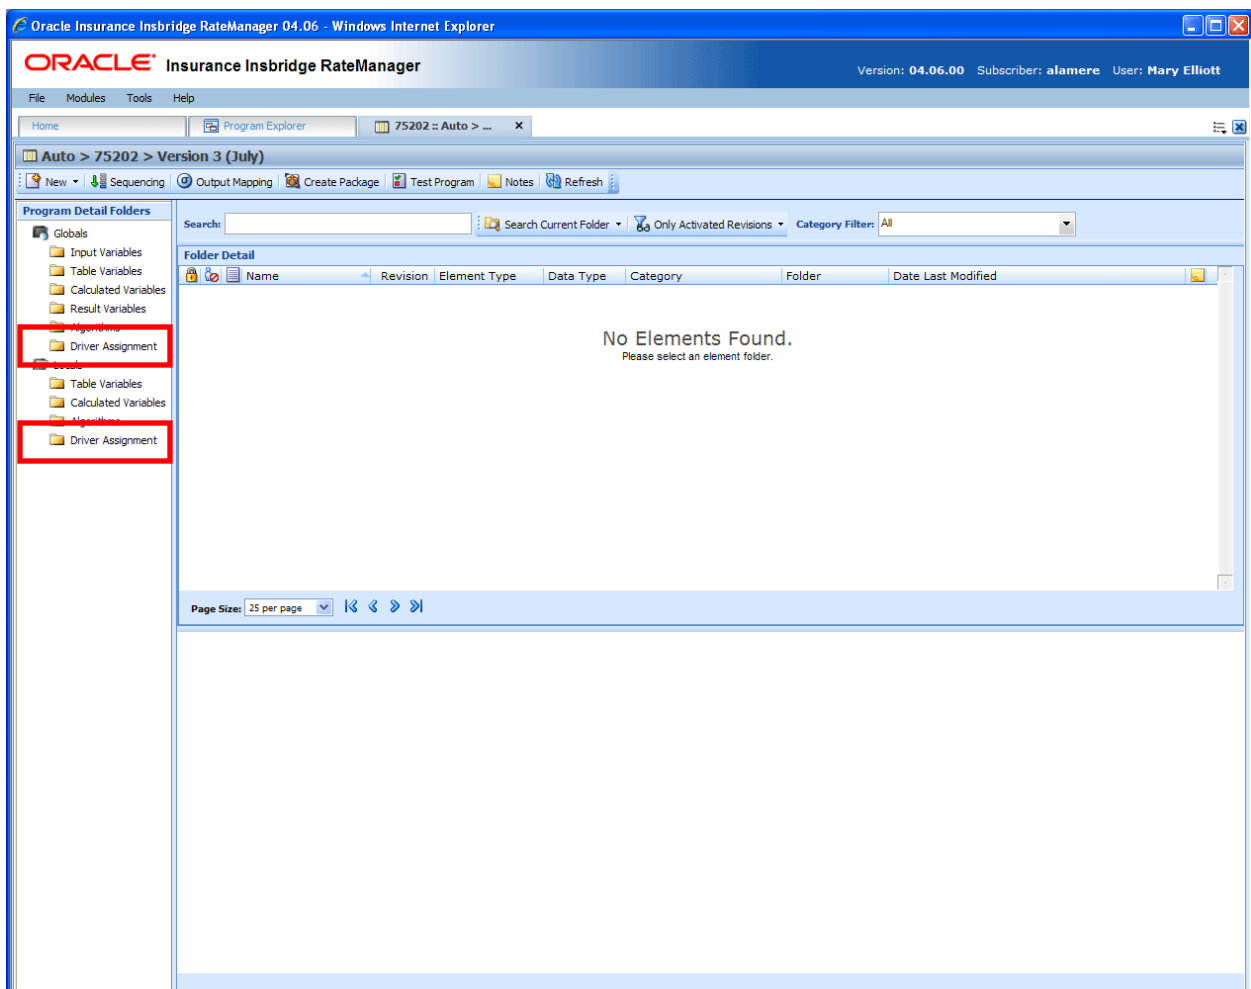 Oracle Insurance Insbridge RateManager 04.06 - Windows Internet Explorer
ORACLE® Insurance Insbridge RateManager
Version: 04.06.00 Subscriber: alamere User: Mary Elliott
File Modules Tools Help
Home Program Explorer 75202 :: Auto > ... x
Auto > 75202 > Version 3 (July)
New Sequencing Output Mapping Create Package Test Program Notes Refresh
Program Detail Folders
Globals
Input Variables
Table Variables
Calculated Variables
Result Variables
Algorithms
Driver Assignment
Locals
Table Variables
Calculated Variables
Algorithms
Driver Assignment
Search: Search Current Folder Only Activated Revisions Category Filter: All
Folder Detail
Name Revision Element Type Data Type Category Folder Date Last Modified
No Elements Found.
Please select an element folder.
Page Size: 25 per page